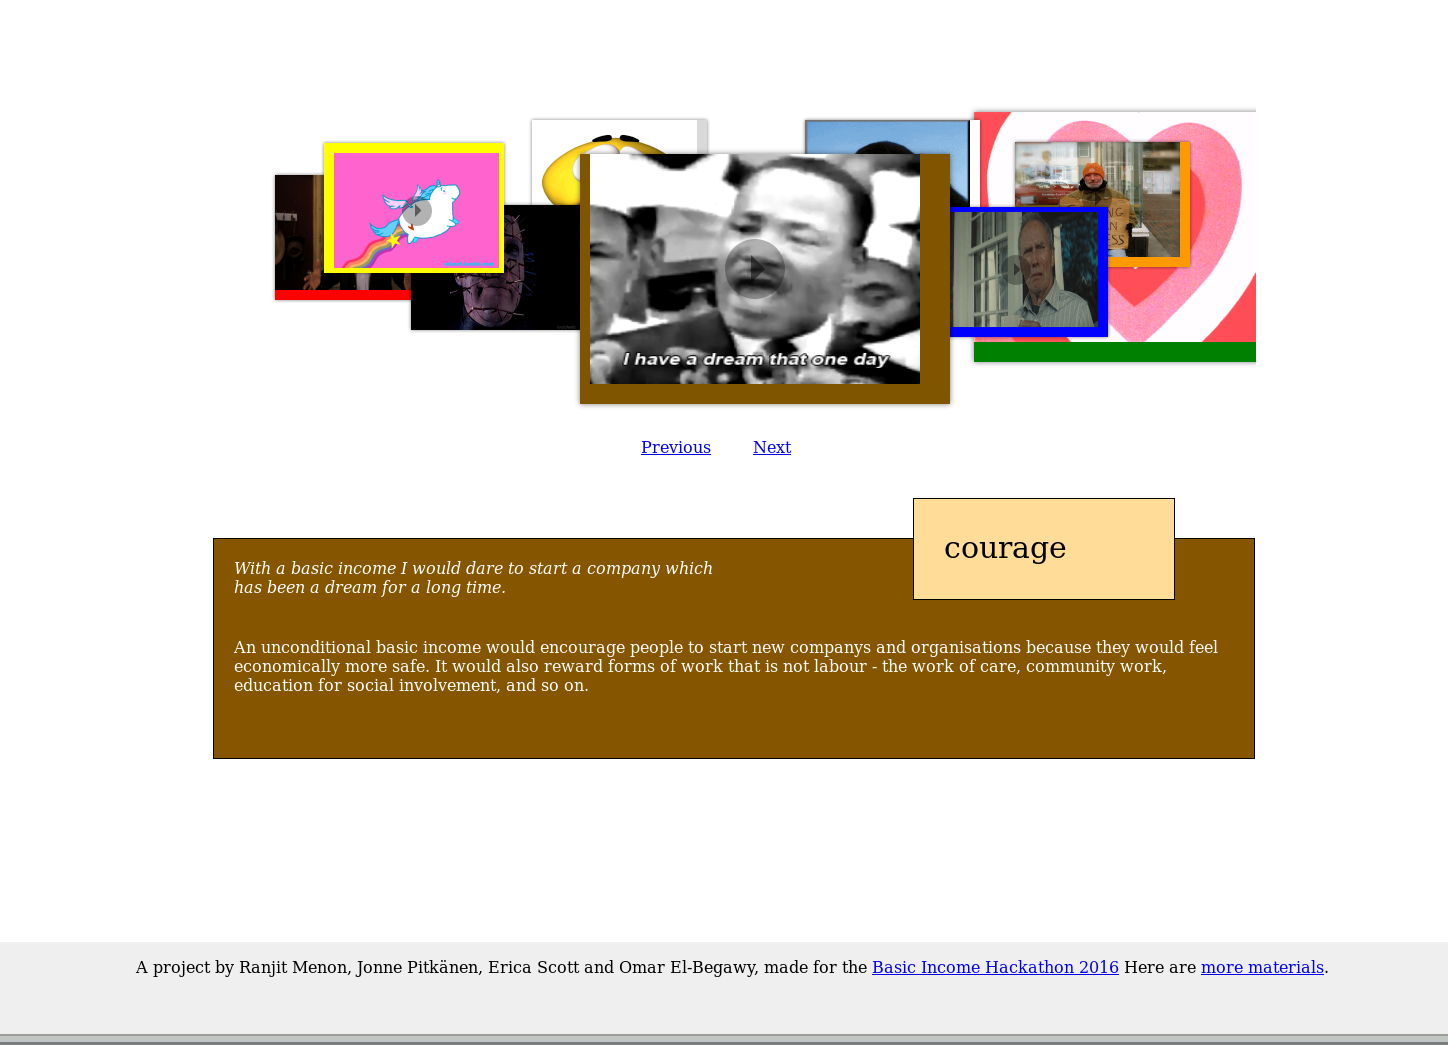 NG
AN
ESS
I have a dream that one day
Previous Next
courage
With a basic income I would dare to start a company which
has been a dream for a long time.
An unconditional basic income would encourage people to start new companys and organisations because they would feel
economically more safe. It would also reward forms of work that is not labour - the work of care, community work,
education for social involvement, and so on.
A project by Ranjit Menon, Jonne Pitkänen, Erica Scott and Omar El-Begawy, made for the Basic Income Hackathon 2016 Here are more materials.